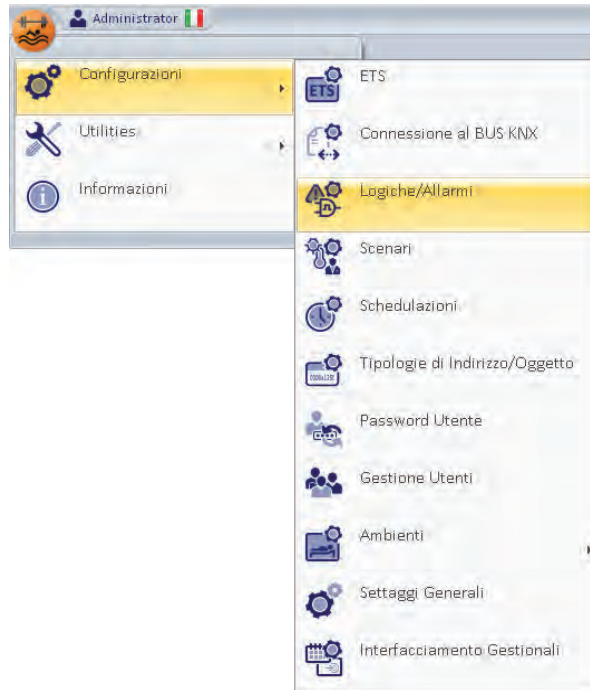 Administrator
Configurazioni
Utilities
Informazioni
ETS
ETS
Connessione al BUS KNX
Logiche/Allarmi
Scenari
Schedulazioni
Tipologie di Indirizzo/Oggetto
Password Utente
Gestione Utenti
Ambienti
Settaggi Generali
Interfacciamento Gestionali